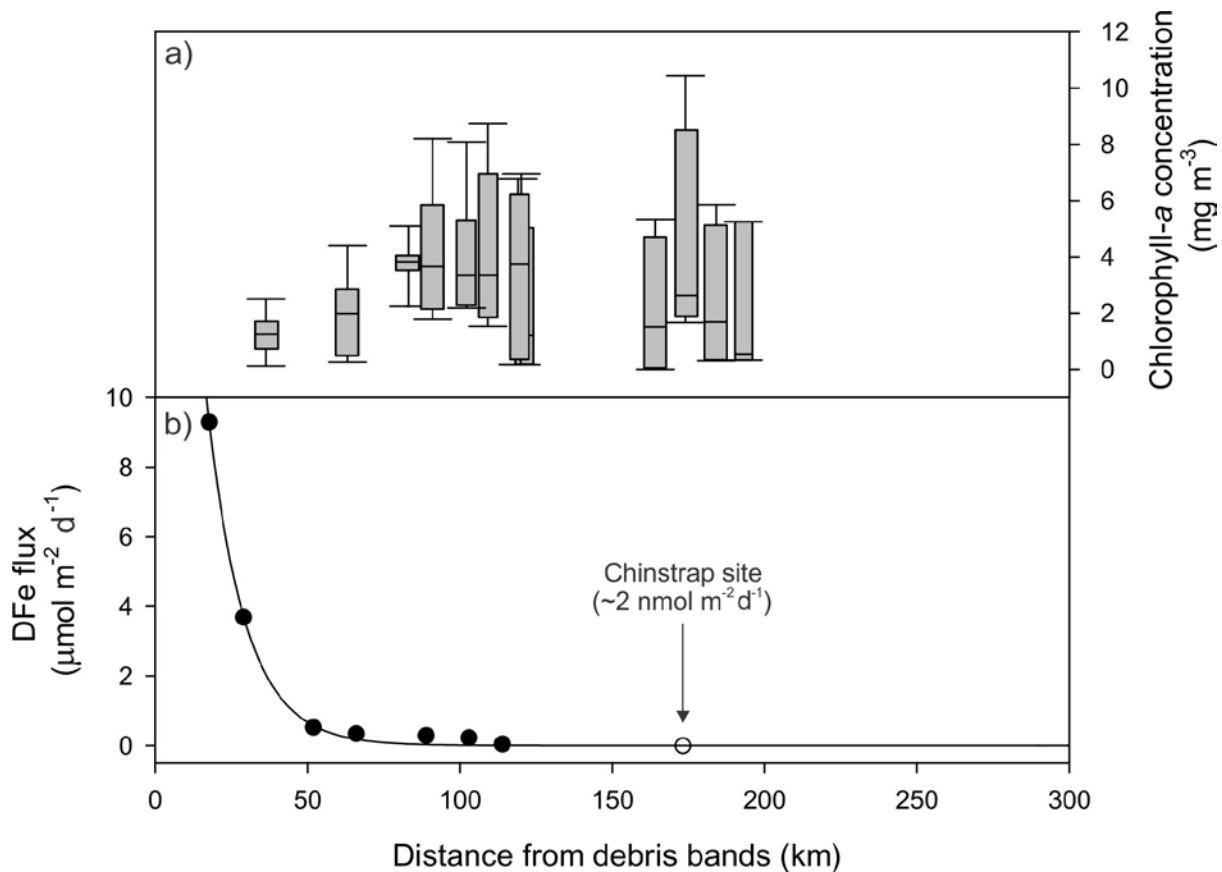 a)
12
10
8
6
4
2
0
Chlorophyll-a concentration
(mg m⁻³)
b)
10
8
6
4
2
0
DFe flux
(µmol m⁻² d⁻¹)
Chinstrap site
(~2 nmol m⁻² d⁻¹)
0 50 100 150 200 250 300
Distance from debris bands (km)